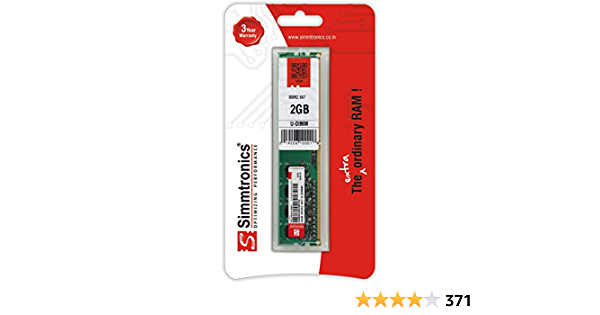 3 Year
Warranty
www.simmtronics.co.in
DDR2 667
2GB
U-DIMM
Simmtronics®
OPTIMIZING PERFORMANCE
The extra ordinary RAM !
371